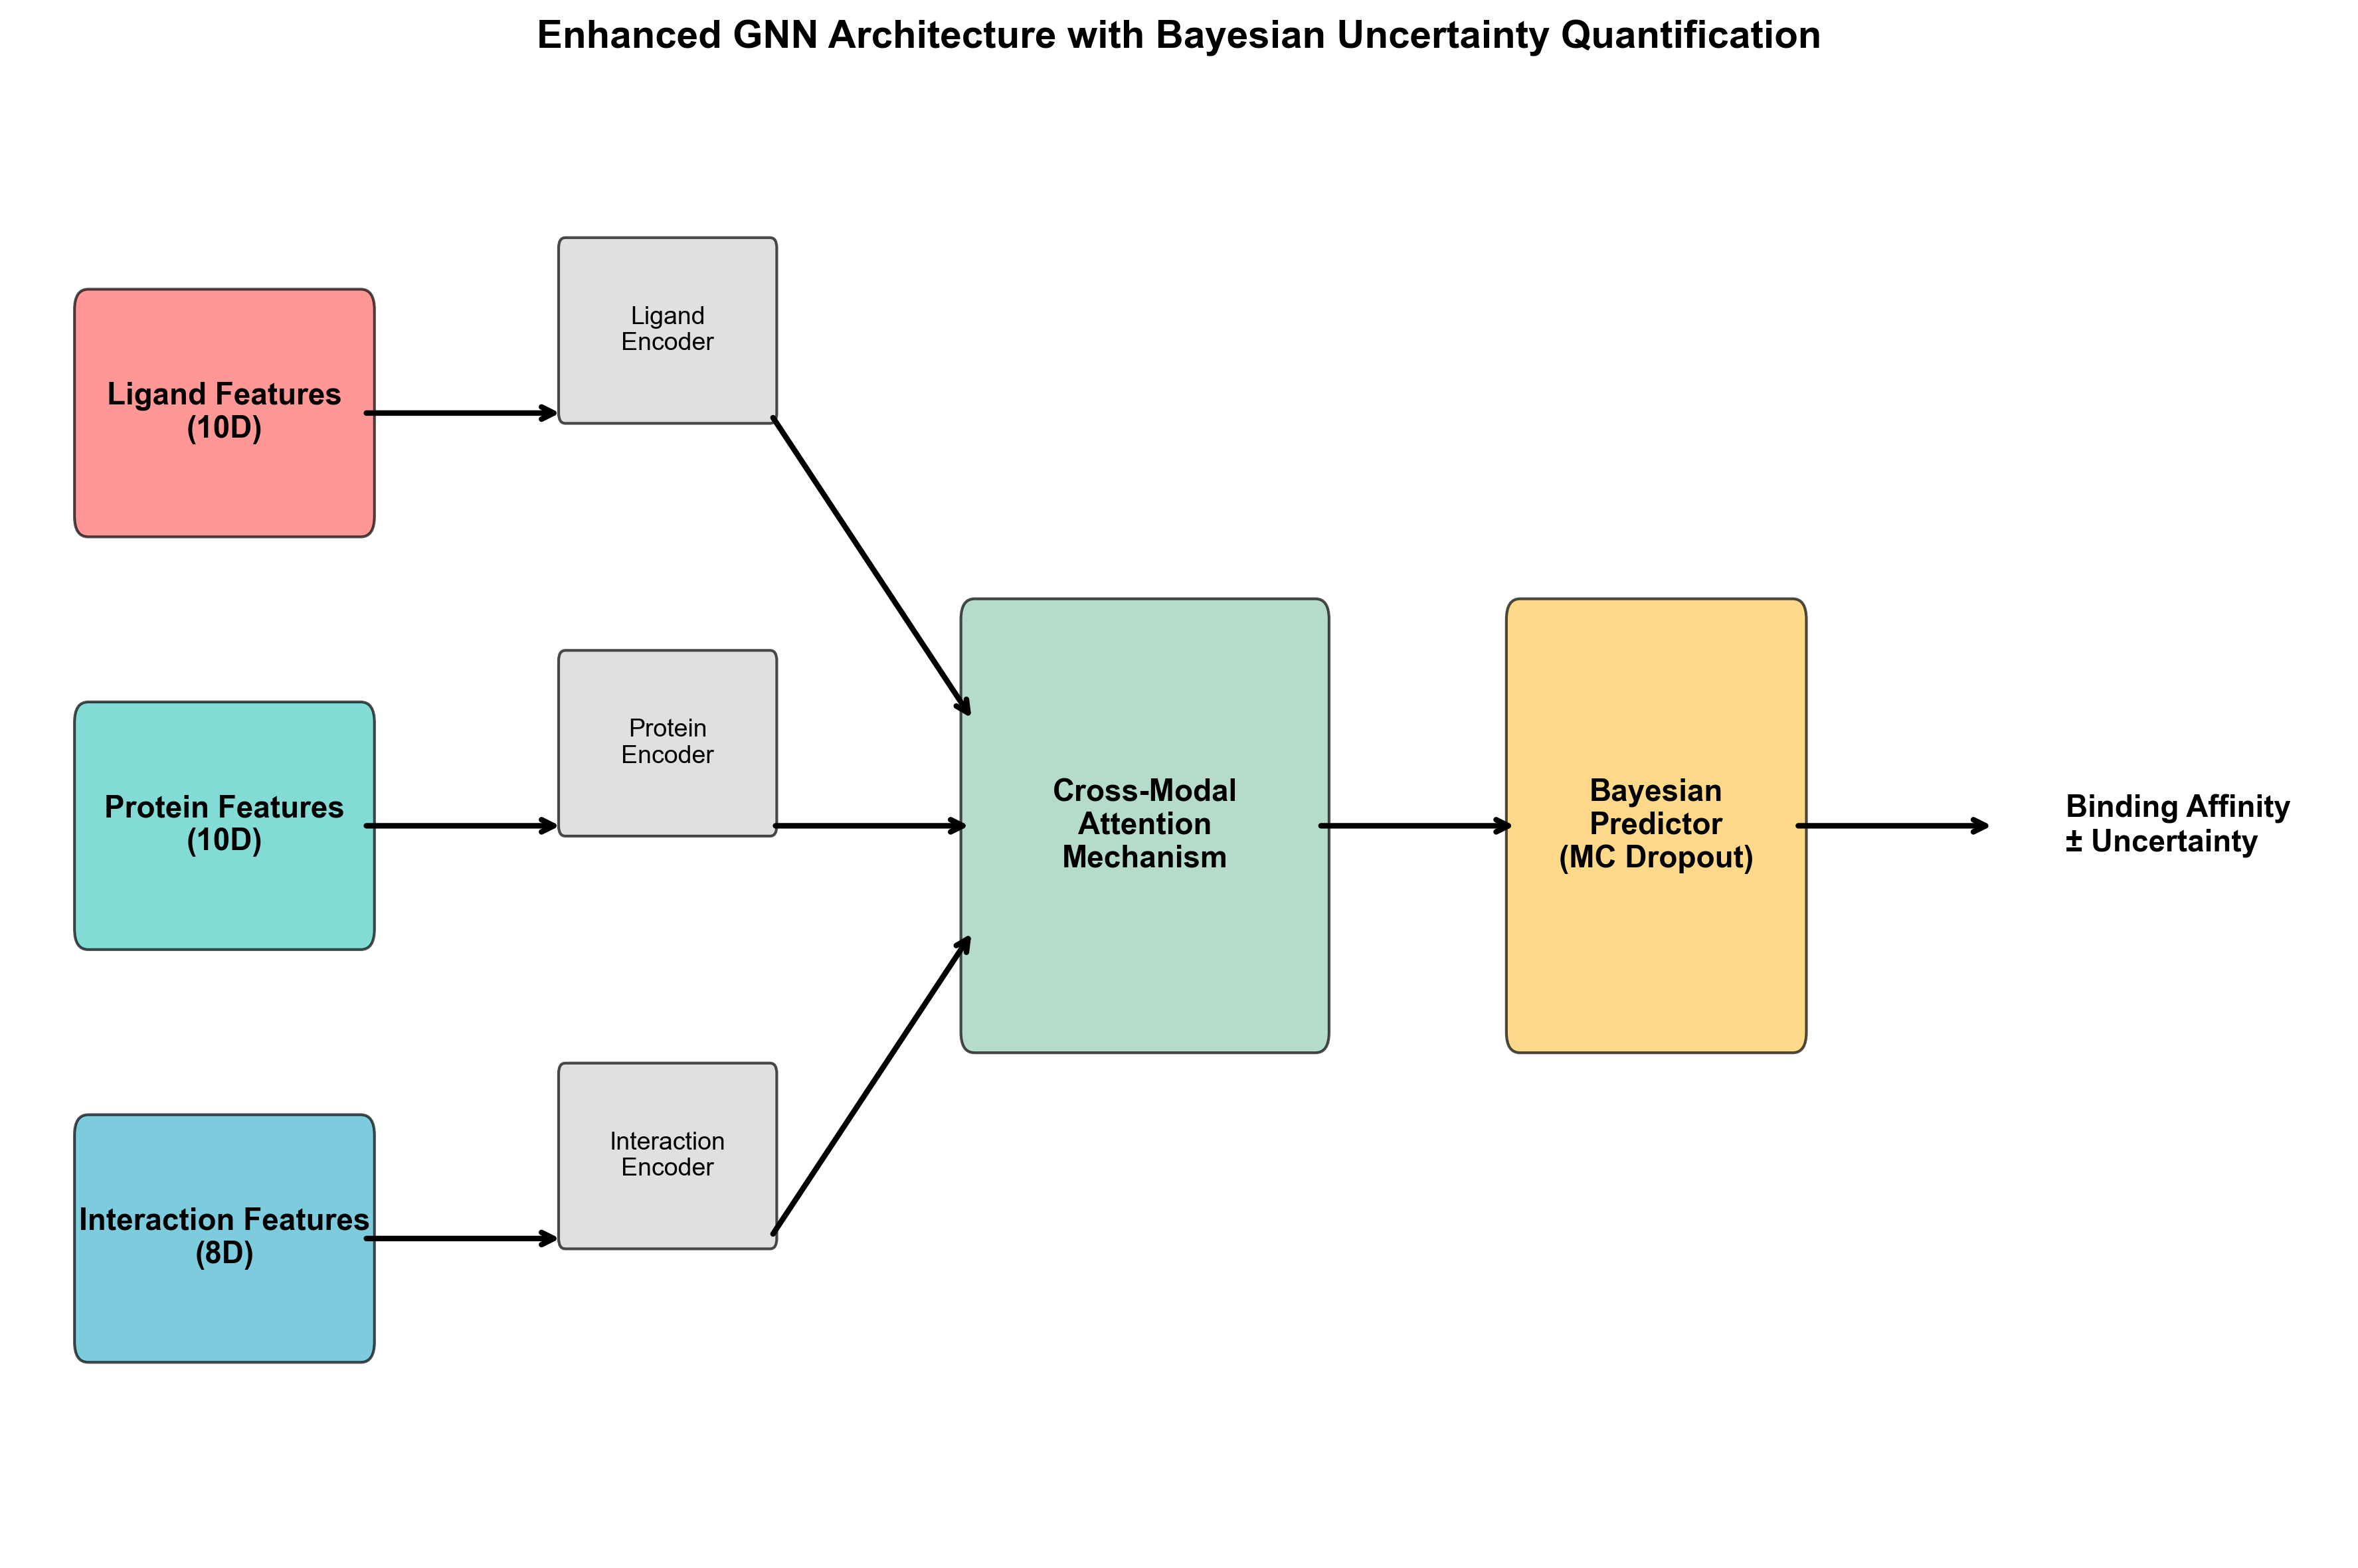 Enhanced GNN Architecture with Bayesian Uncertainty Quantification
Ligand
Encoder
Ligand Features
(10D)
Protein
Encoder
Protein Features
(10D)
Cross-Modal
Attention
Mechanism
Bayesian
Predictor
(MC Dropout)
Binding Affinity
± Uncertainty
Interaction
Encoder
Interaction Features
(8D)